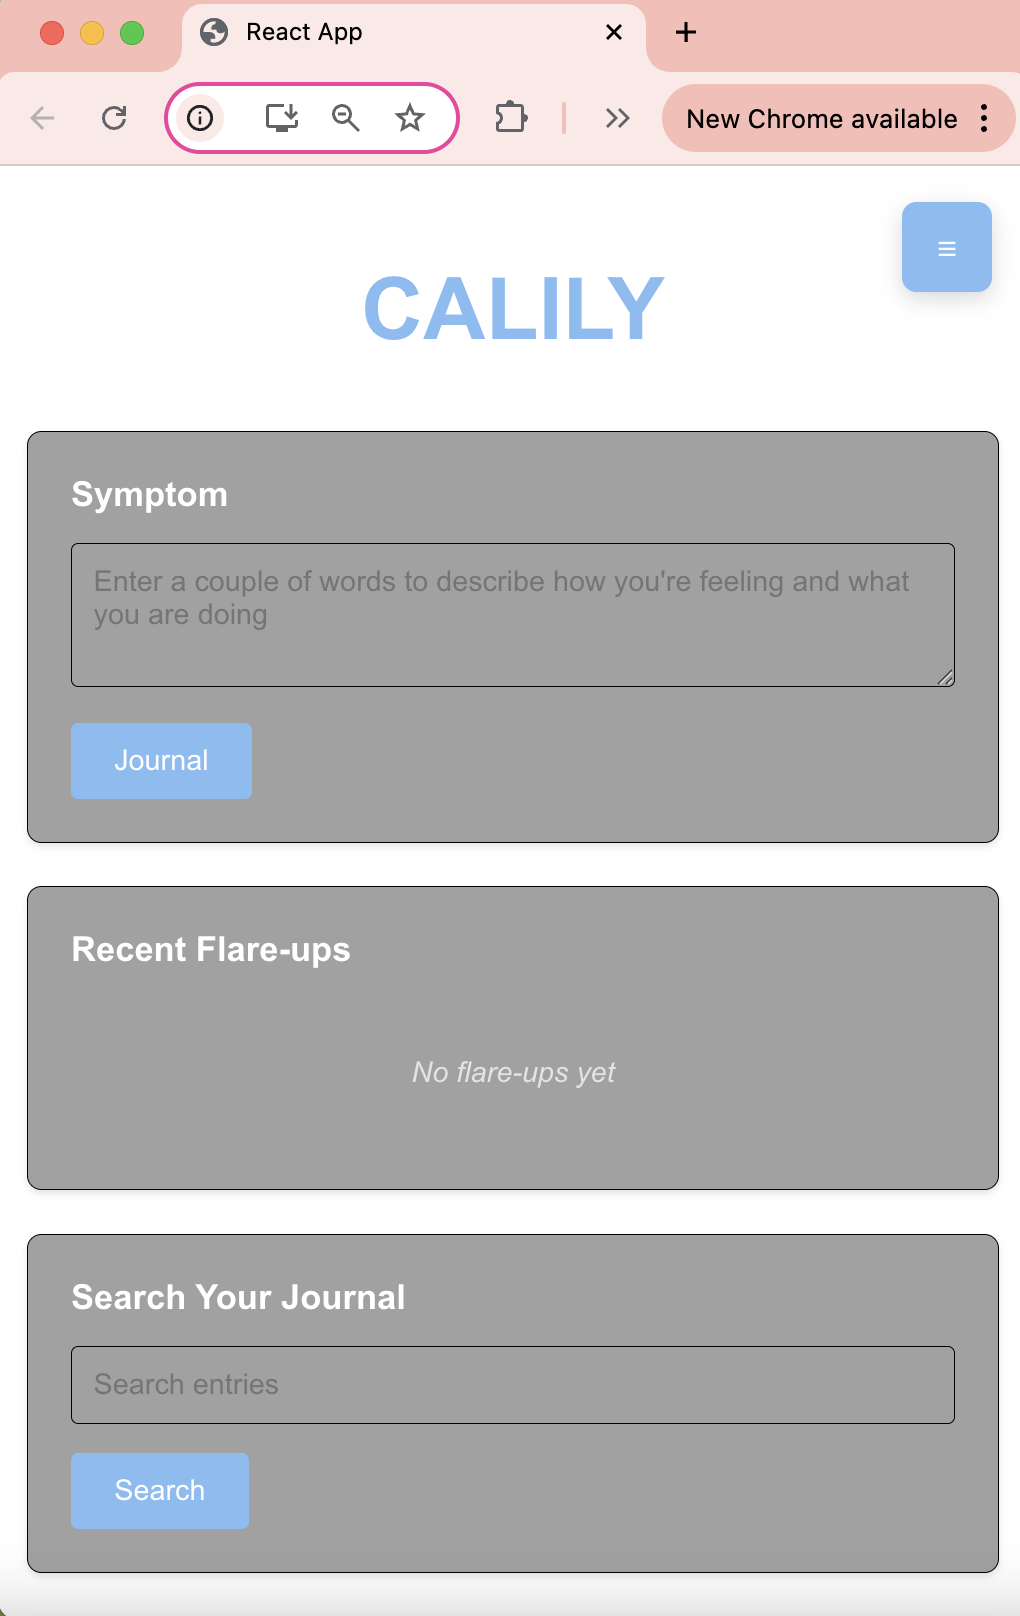 React App
New Chrome available
CALILY
Symptom
Enter a couple of words to describe how you're feeling and what
you are doing
Journal
Recent Flare-ups
No flare-ups yet
Search Your Journal
Search entries
Search